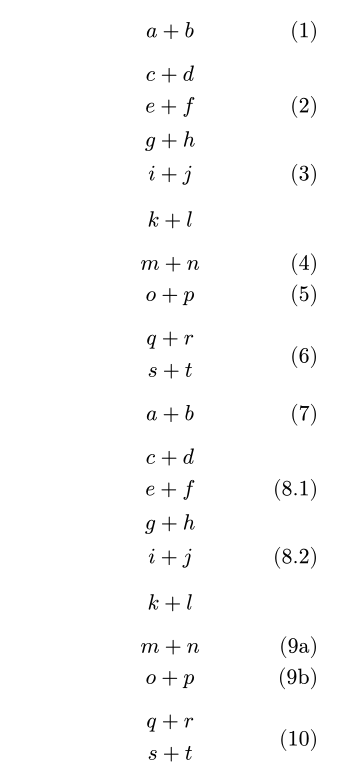 a + b (1)
c + d
e + f (2)
g + h
i + j (3)
k + l
m + n (4)
o + p (5)
q + r
(6)
s + t
a + b (7)
c + d
e + f (8.1)
g + h
i + j (8.2)
k + l
m + n (9a)
o + p (9b)
q + r
(10)
s + t